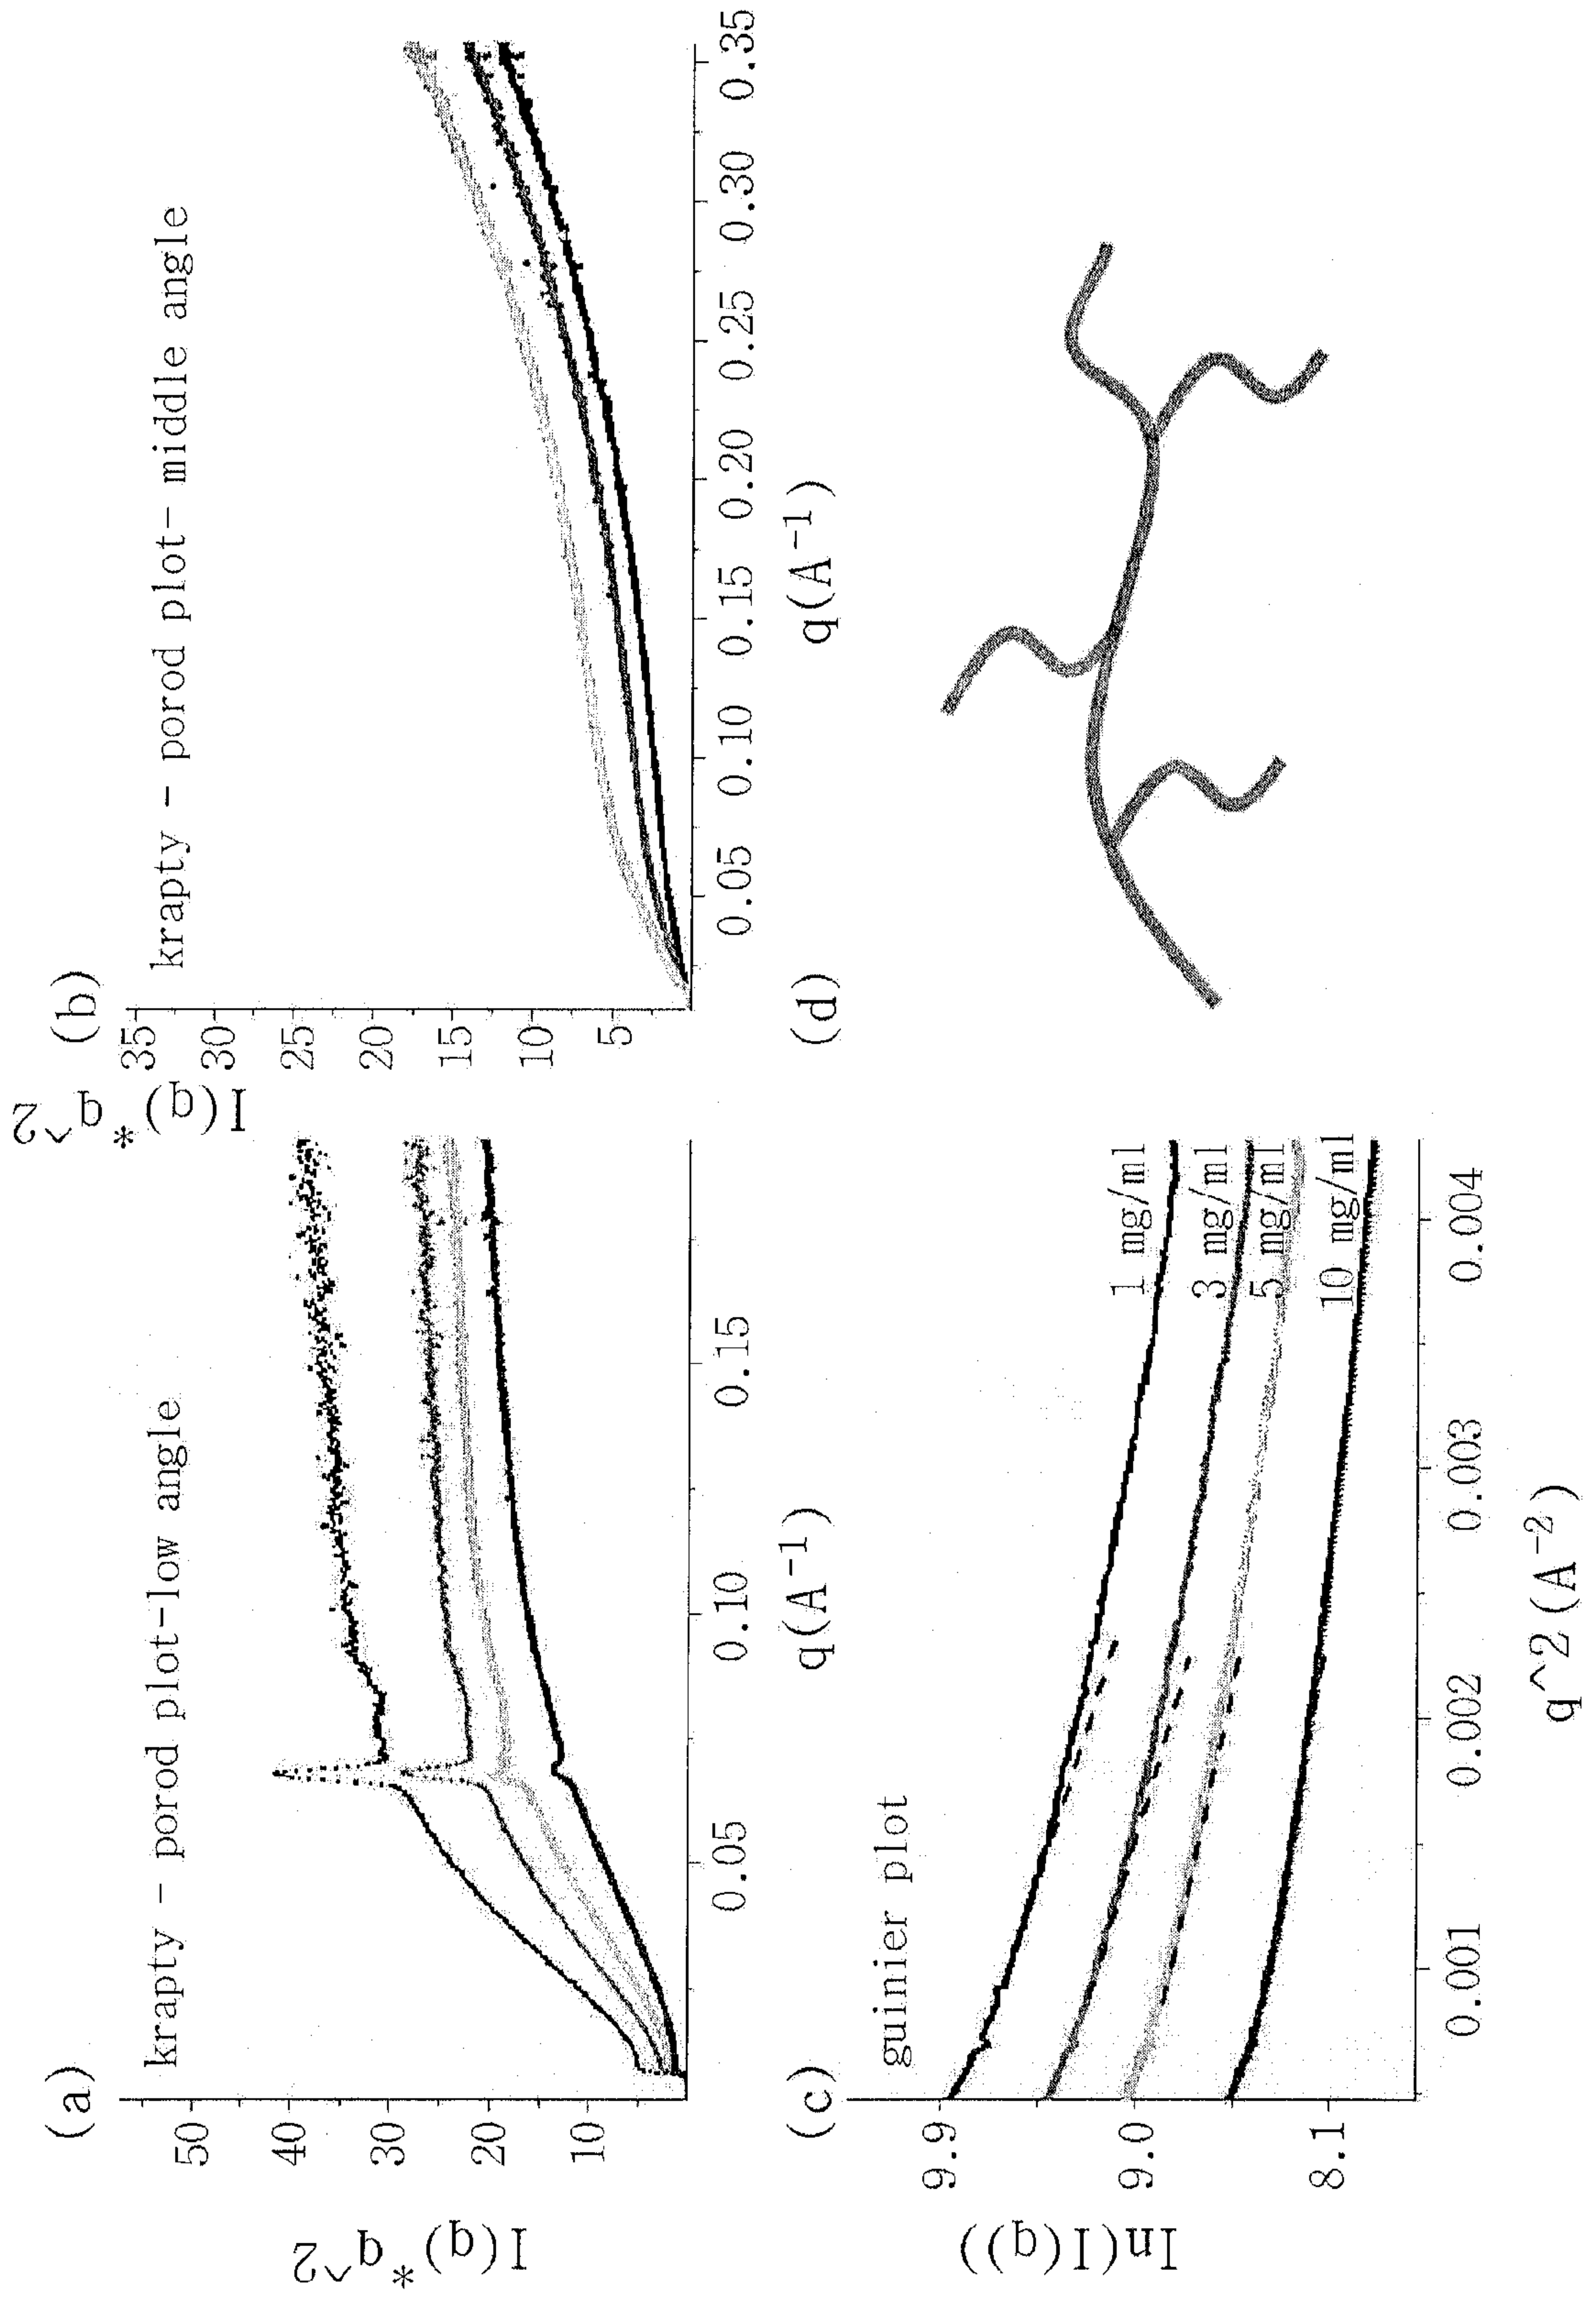 (a)
krapty - porod plot-low angle
I(q)*q^2
50
40
30
20
10
0.05
0.10
0.15
q(A⁻¹)
(b)
krapty - porod plot- middle angle
I(q)*q^2
35
30
25
20
15
10
5
0.05
0.10
0.15
0.20
0.25
0.30
0.35
q(A⁻¹)
(c)
guinier plot
ln(I(q))
9.9
9.0
8.1
1 mg/ml
3 mg/ml
5 mg/ml
10 mg/ml
0.001
0.002
0.003
0.004
q^2(A⁻²)
(d)